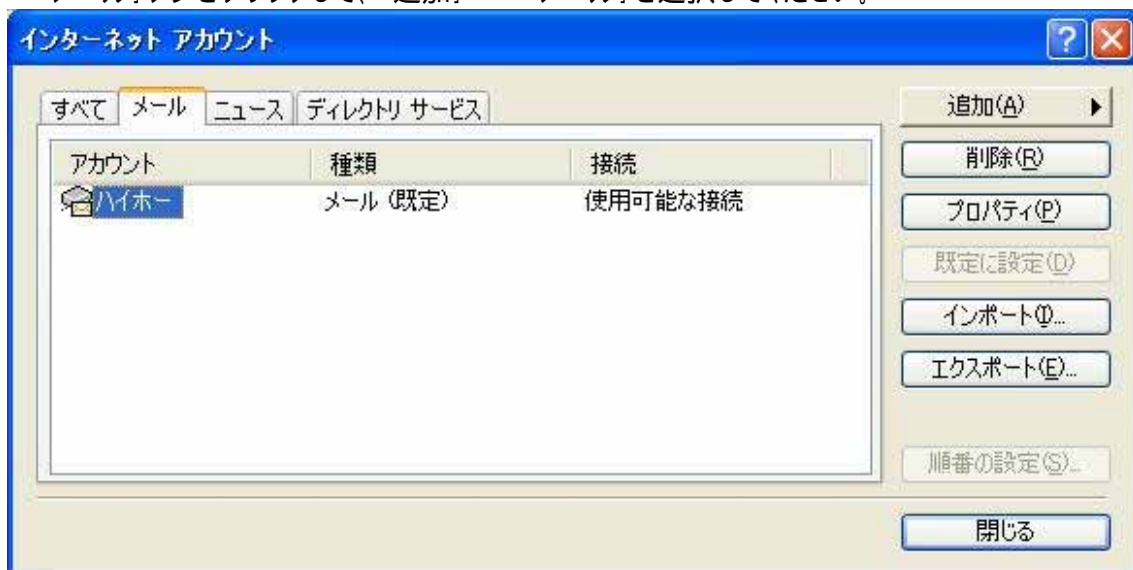 インターネット アカウント
すべて メール ニュース ディレクトリ サービス
追加(A)
アカウント 種類 接続
ハイホー メール (既定) 使用可能な接続
削除(R)
プロパティ(P)
既定に設定(D)
インポート(I)...
エクスポート(E)...
順番の設定(S)...
閉じる